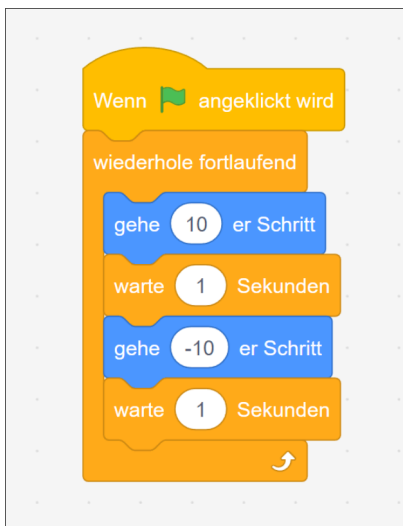 Wenn angeklickt wird
wiederhole fortlaufend
gehe 10 er Schritt
warte 1 Sekunden
gehe -10 er Schritt
warte 1 Sekunden